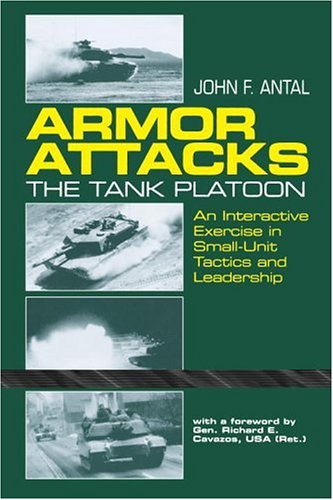 JOHN F. ANTAL
ARMOR
ATTACKS
THE TANK PLATOON
An Interactive
Exercise in
Small-Unit
Tactics and
Leadership
with a foreword by
Gen. Richard E.
Cavazos, USA (Ret.)